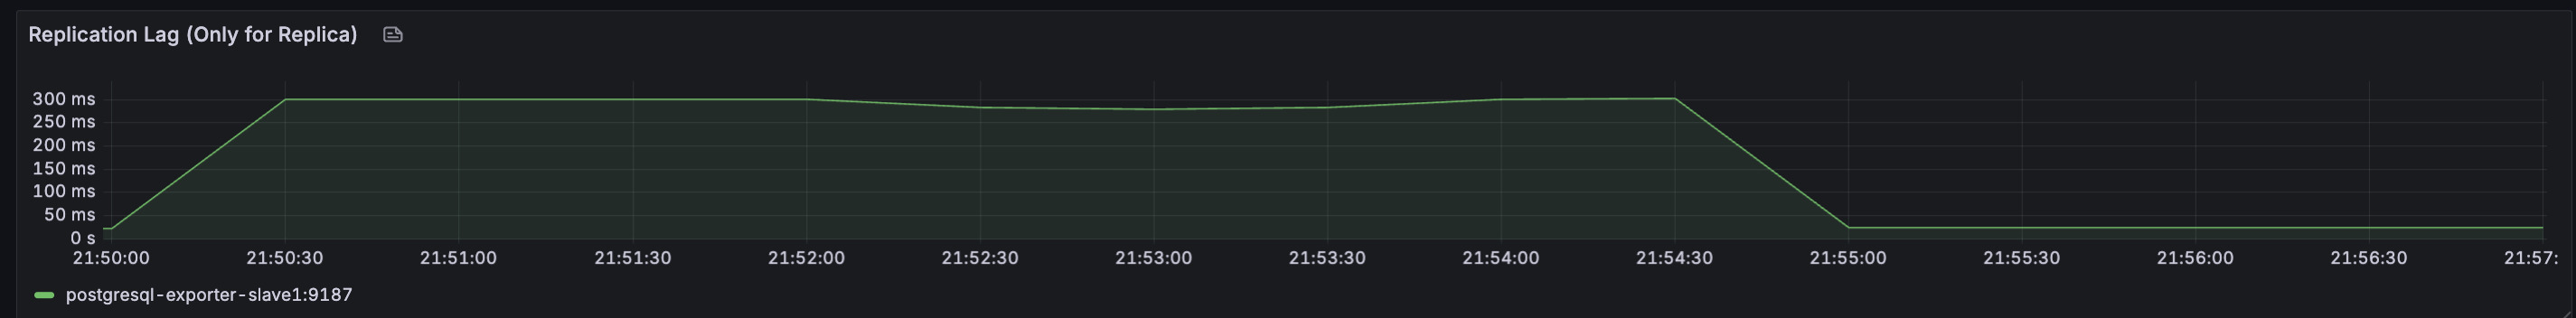 Replication Lag (Only for Replica)
300 ms
250 ms
200 ms
150 ms
100 ms
50 ms
0 s
21:50:00 21:50:30 21:51:00 21:51:30 21:52:00 21:52:30 21:53:00 21:53:30 21:54:00 21:54:30 21:55:00 21:55:30 21:56:00 21:56:30 21:57:
postgresql-exporter-slave1:9187